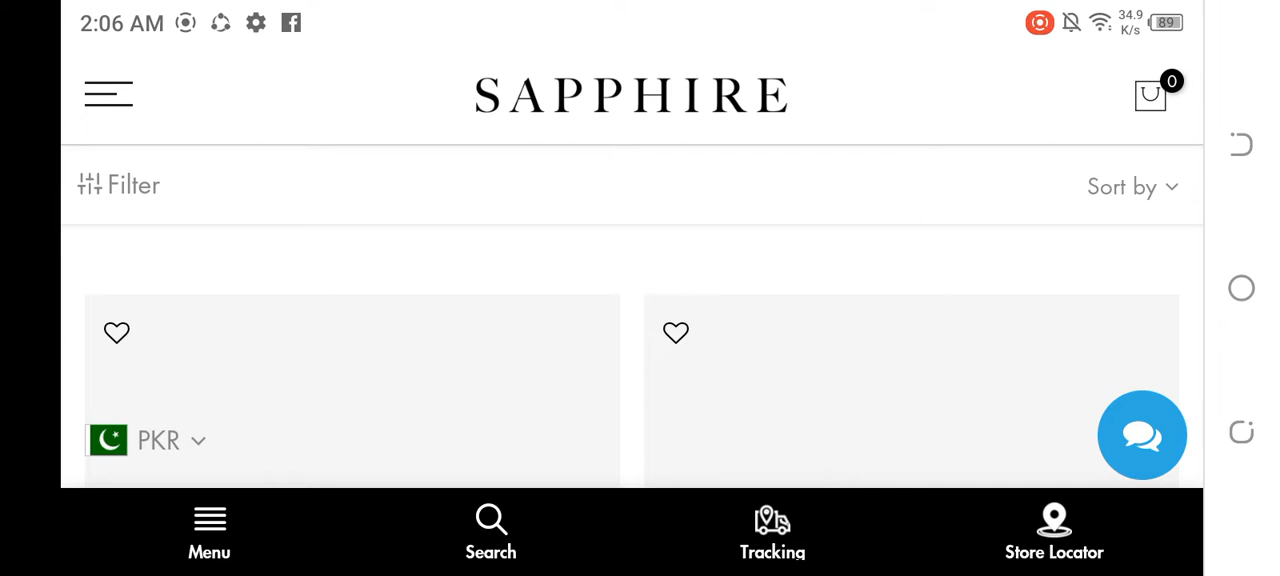 2:06 AM
34.9
K/s
89
SAPPHIRE
0
Filter
Sort by
PKR
Menu
Search
Tracking
Store Locator